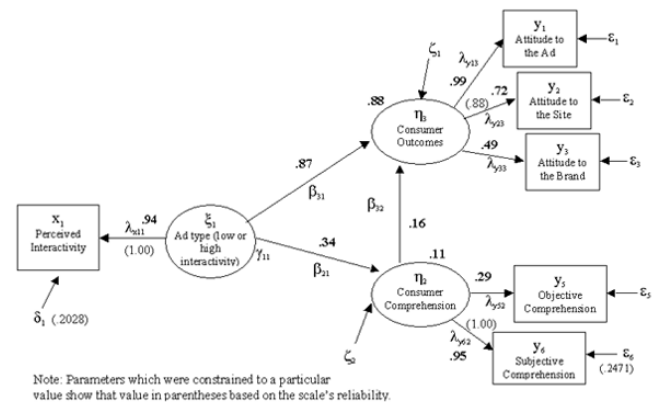 y1
Attitude to
the Ad
ε1
ζ1
λy13
.99
.72
y2
Attitude to
the Site
ε2
(.88)
λy23
.88
η3
Consumer
Outcomes
.49
λy33
y3
Attitude to
the Brand
ε3
.87
β31
β32
.16
x1
Perceived
Interactivity
λx11
.94
(1.00)
ξ1
Ad type (low or
high
interactivity)
γ11
.34
β21
.11
η2
Consumer
Comprehension
.29
λy52
y5
Objective
Comprehension
ε5
δ1 (.2028)
ζ2
(1.00)
λy62
.95
y6
Subjective
Comprehension
ε6
(.2471)
Note: Parameters which were constrained to a particular
value show that value in parentheses based on the scale's reliability.